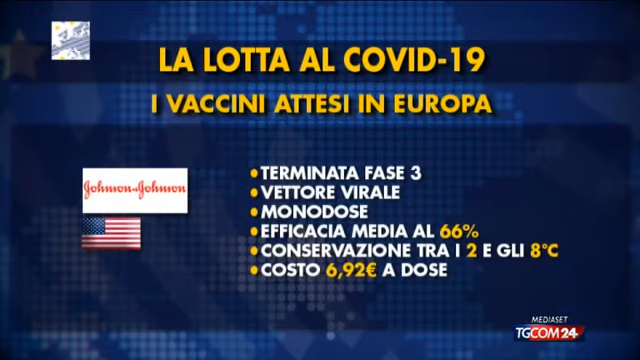 LA LOTTA AL COVID-19
I VACCINI ATTESI IN EUROPA
Johnson&Johnson
•TERMINATA FASE 3
•VETTORE VIRALE
•MONODOSE
•EFFICACIA MEDIA AL 66%
•CONSERVAZIONE TRA I 2 E GLI 8°C
•COSTO 6,92€ A DOSE
MEDIASET
TGCOM24